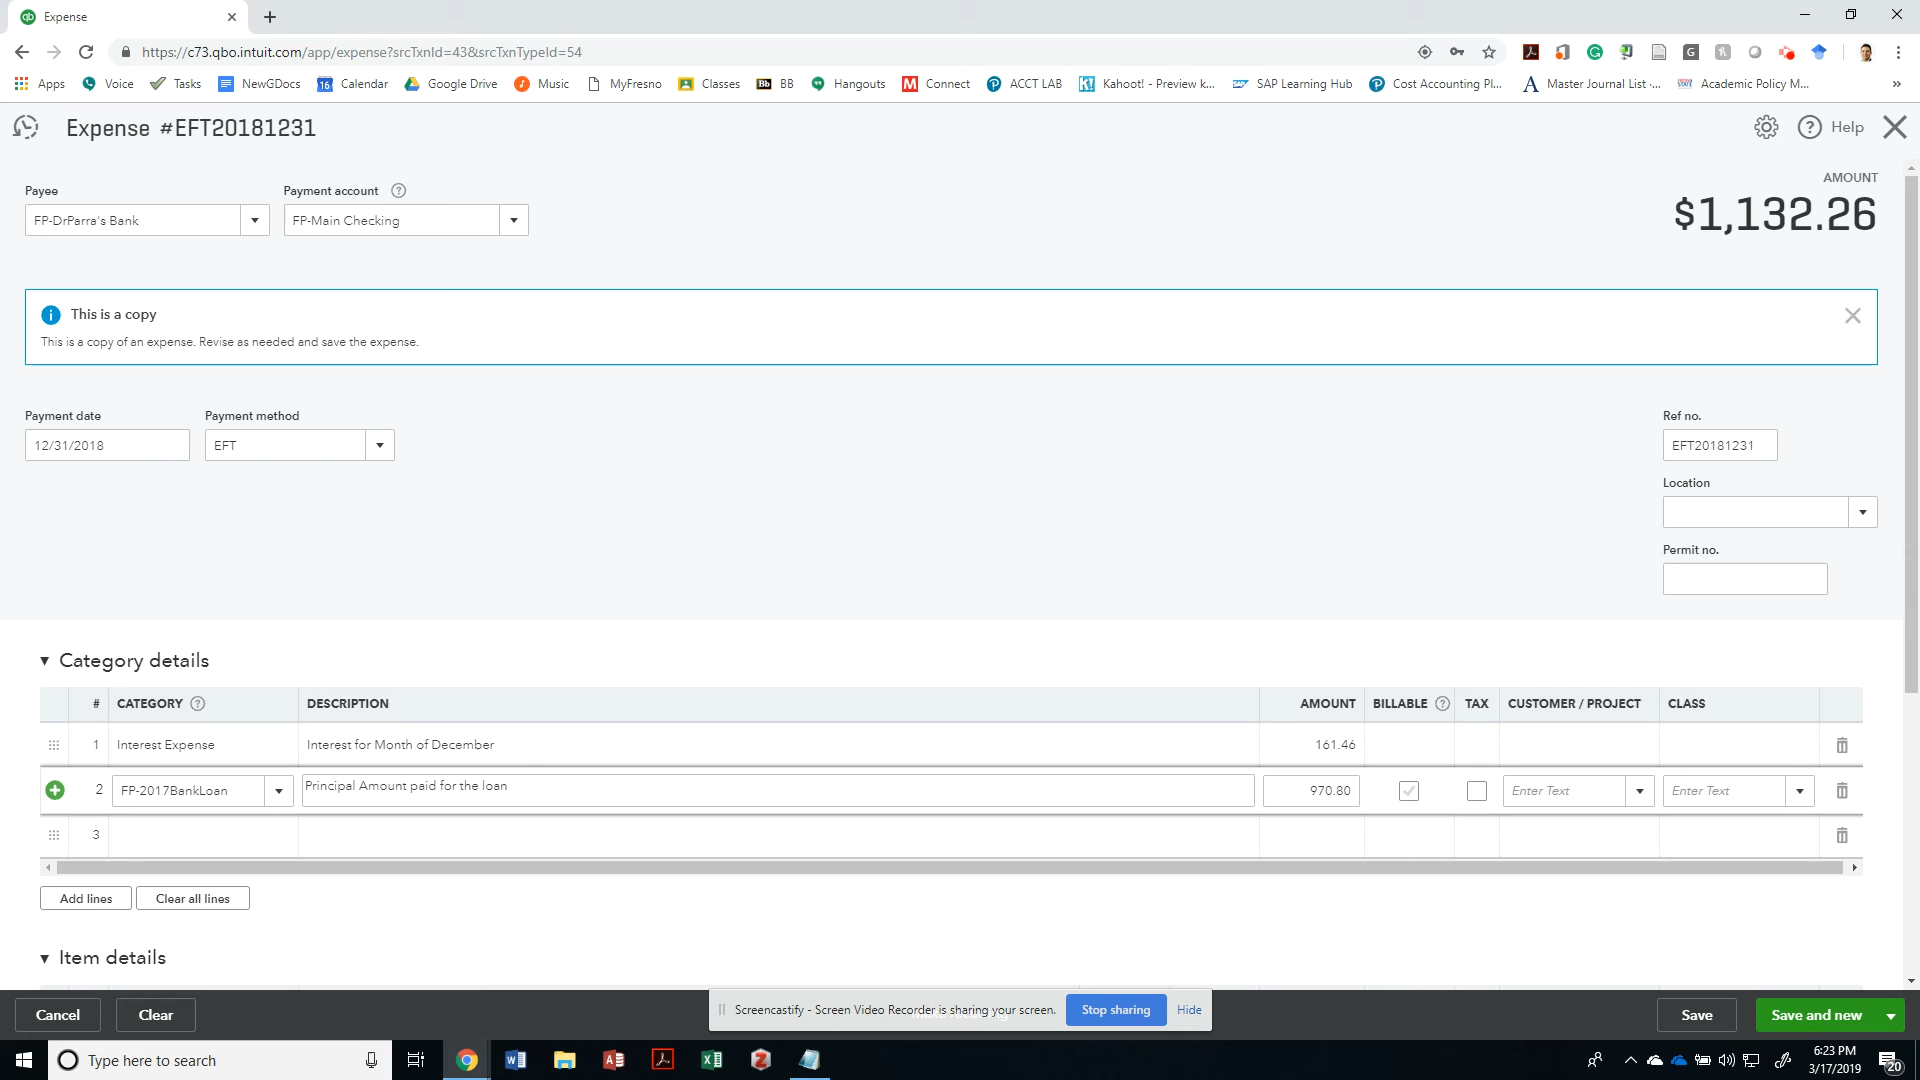 Expense
https://c73.qbo.intuit.com/app/expense?srcTxnId=43&srcTxnTypeId=54
Apps Voice Tasks NewGDocs Calendar Google Drive Music MyFresno Classes BB Hangouts Connect ACCT LAB Kahoot! - Preview k... SAP Learning Hub Cost Accounting Pl... Master Journal List -... Academic Policy M... »
Expense #EFT20181231
Help
Payee
Payment account
AMOUNT
FP-DrParra's Bank
FP-Main Checking
$1,132.26
This is a copy
This is a copy of an expense. Revise as needed and save the expense.
Payment date
Payment method
Ref no.
12/31/2018
EFT
EFT20181231
Location
Permit no.
Category details
# CATEGORY DESCRIPTION AMOUNT BILLABLE TAX CUSTOMER / PROJECT CLASS
1 Interest Expense Interest for Month of December 161.46
2 FP-2017BankLoan Principal Amount paid for the loan 970.80 Enter Text Enter Text
3
Add lines
Clear all lines
Item details
Cancel
Clear
Screencastify - Screen Video Recorder is sharing your screen.
Stop sharing
Hide
Save
Save and new
Type here to search
6:23 PM
3/17/2019
20